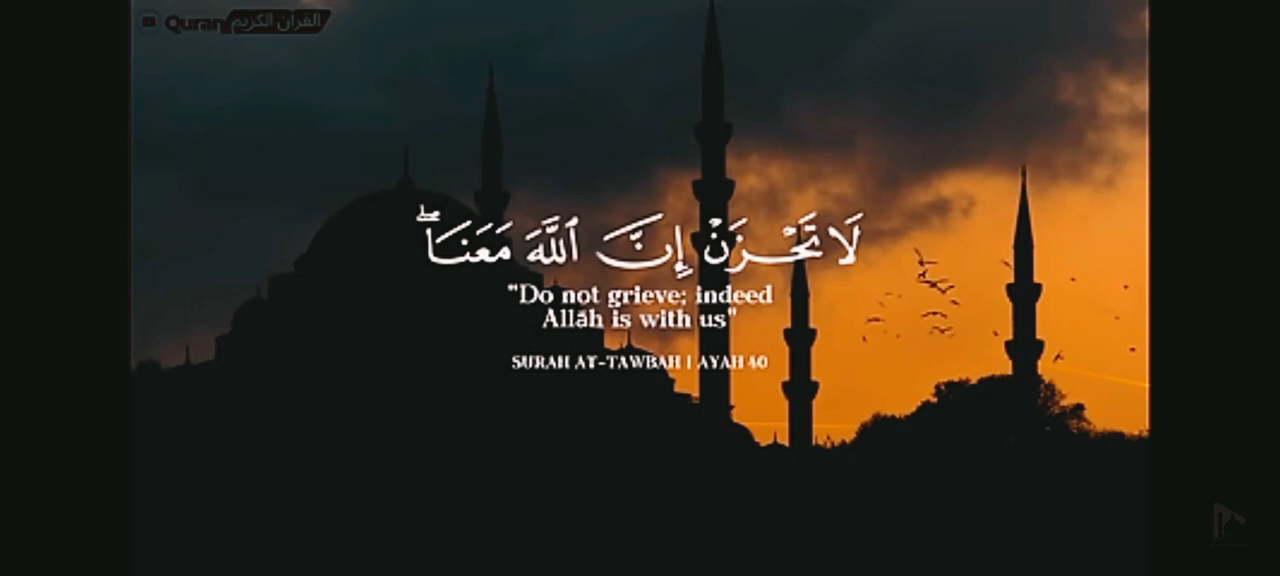 Quran القرآن الكريم
لَا تَحْزَنْ إِنَّ ٱللَّهَ مَعَنَاۖ
"Do not grieve; indeed
Allāh is with us"
SURAH AT-TAWBAH | AYAH 40